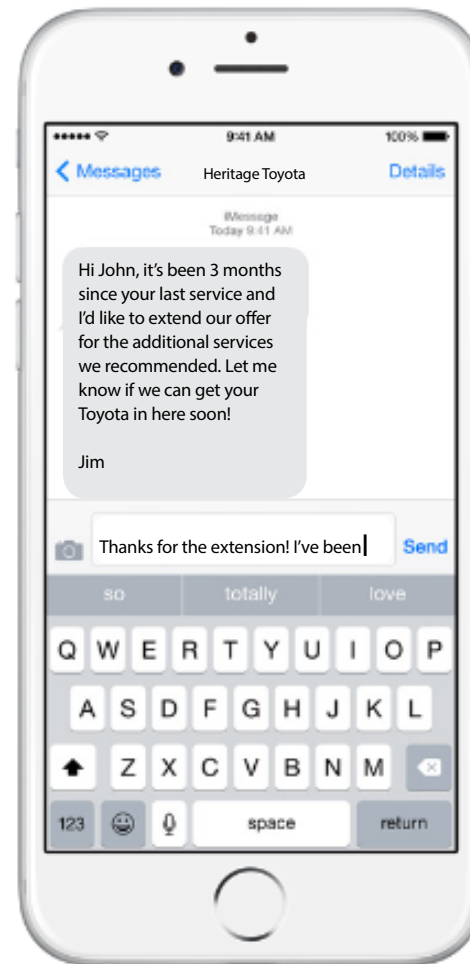 9:41 AM
100%
Messages
Heritage Toyota
Details
iMessage
Today 9:41 AM
Hi John, it's been 3 months
since your last service and
I'd like to extend our offer
for the additional services
we recommended. Let me
know if we can get your
Toyota in here soon!
Jim
Thanks for the extension! I've been
Send
so totally love
Q W E R T Y U I O P
A S D F G H J K L
Z X C V B N M
123 space return